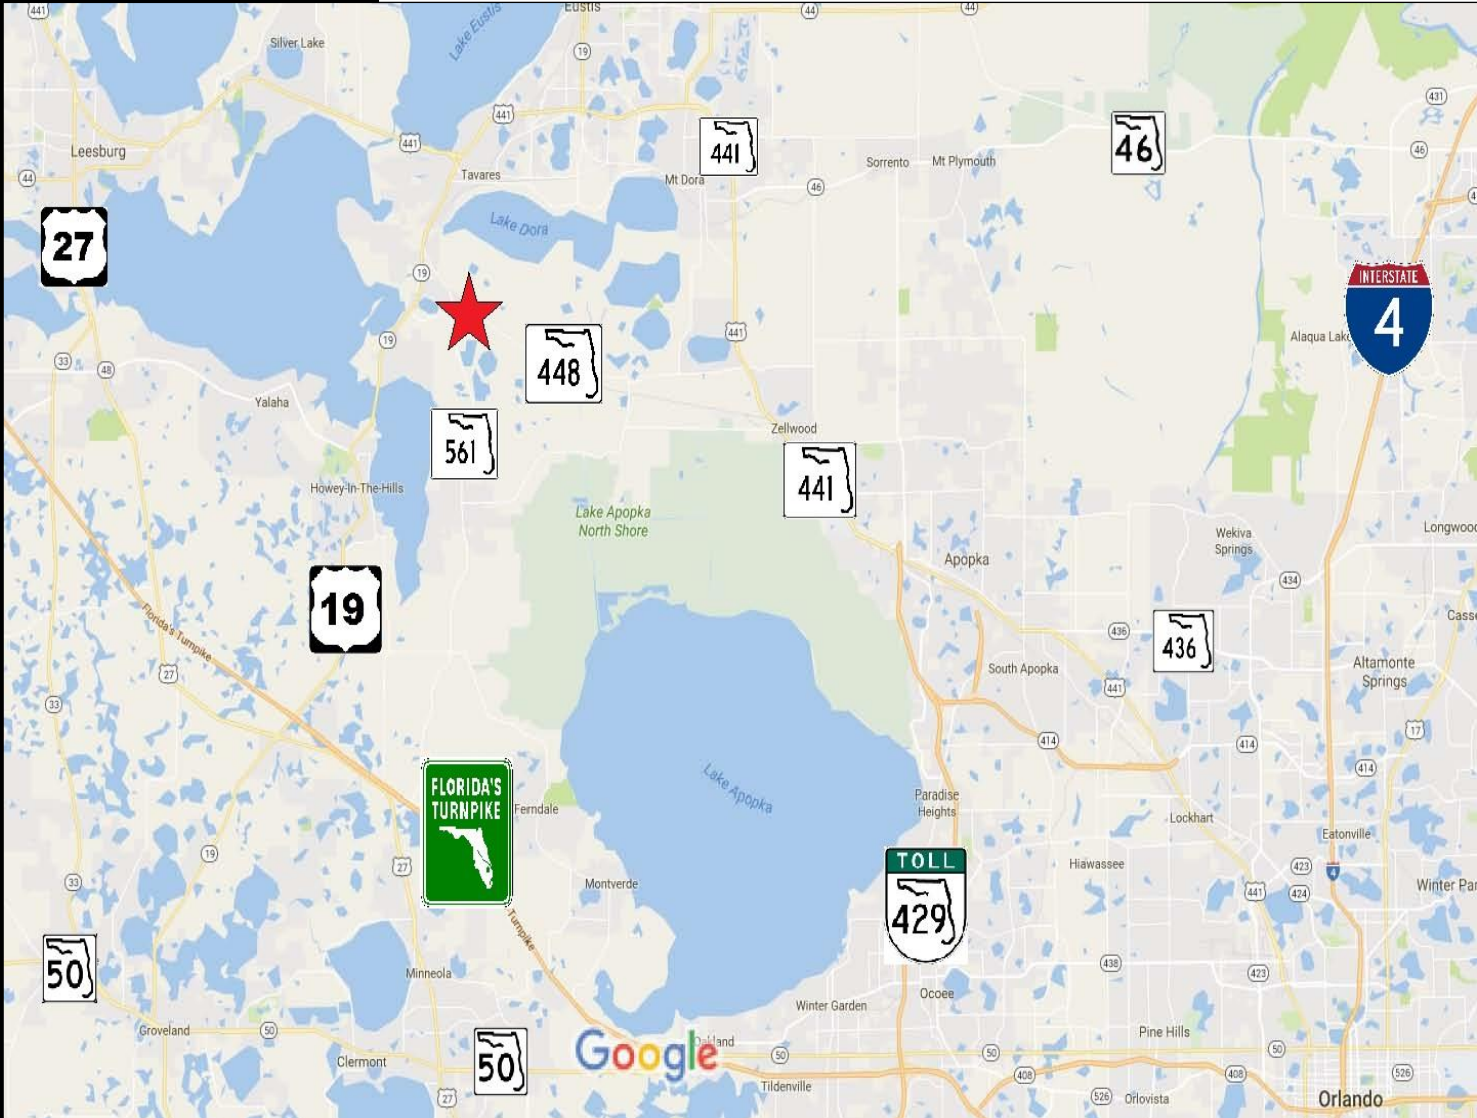 441
Eustis
44
44
Lake Eustis
Silver Lake
19
441
431
441
441
46
46
Leesburg
Sorrento
Mt Plymouth
Tavares
Mt Dora
46
44
27
Lake Dora
19
INTERSTATE
4
441
Alaqua Lake
19
33
48
448
Yalaha
561
Zellwood
441
Howey-In-The-Hills
Lake Apopka
North Shore
Wekiva
Springs
Longwood
Apopka
434
19
Florida's Turnpike
436
436
Casse
South Apopka
Altamonte
Springs
27
441
33
17
414
414
414
FLORIDA'S
TURNPIKE
Lake Apopka
Ferndale
Paradise
Heights
Lockhart
Eatonville
19
27
TOLL
429
Hiawassee
423
4
33
Montverde
441
424
Winter Par
Turnpike
50
438
423
Minneola
Ocoee
Winter Garden
Groveland
50
Pine Hills
Google
Oakland
50
50
50
Clermont
50
408
408
526
Tildenville
27
526
Orlovista
Orlando